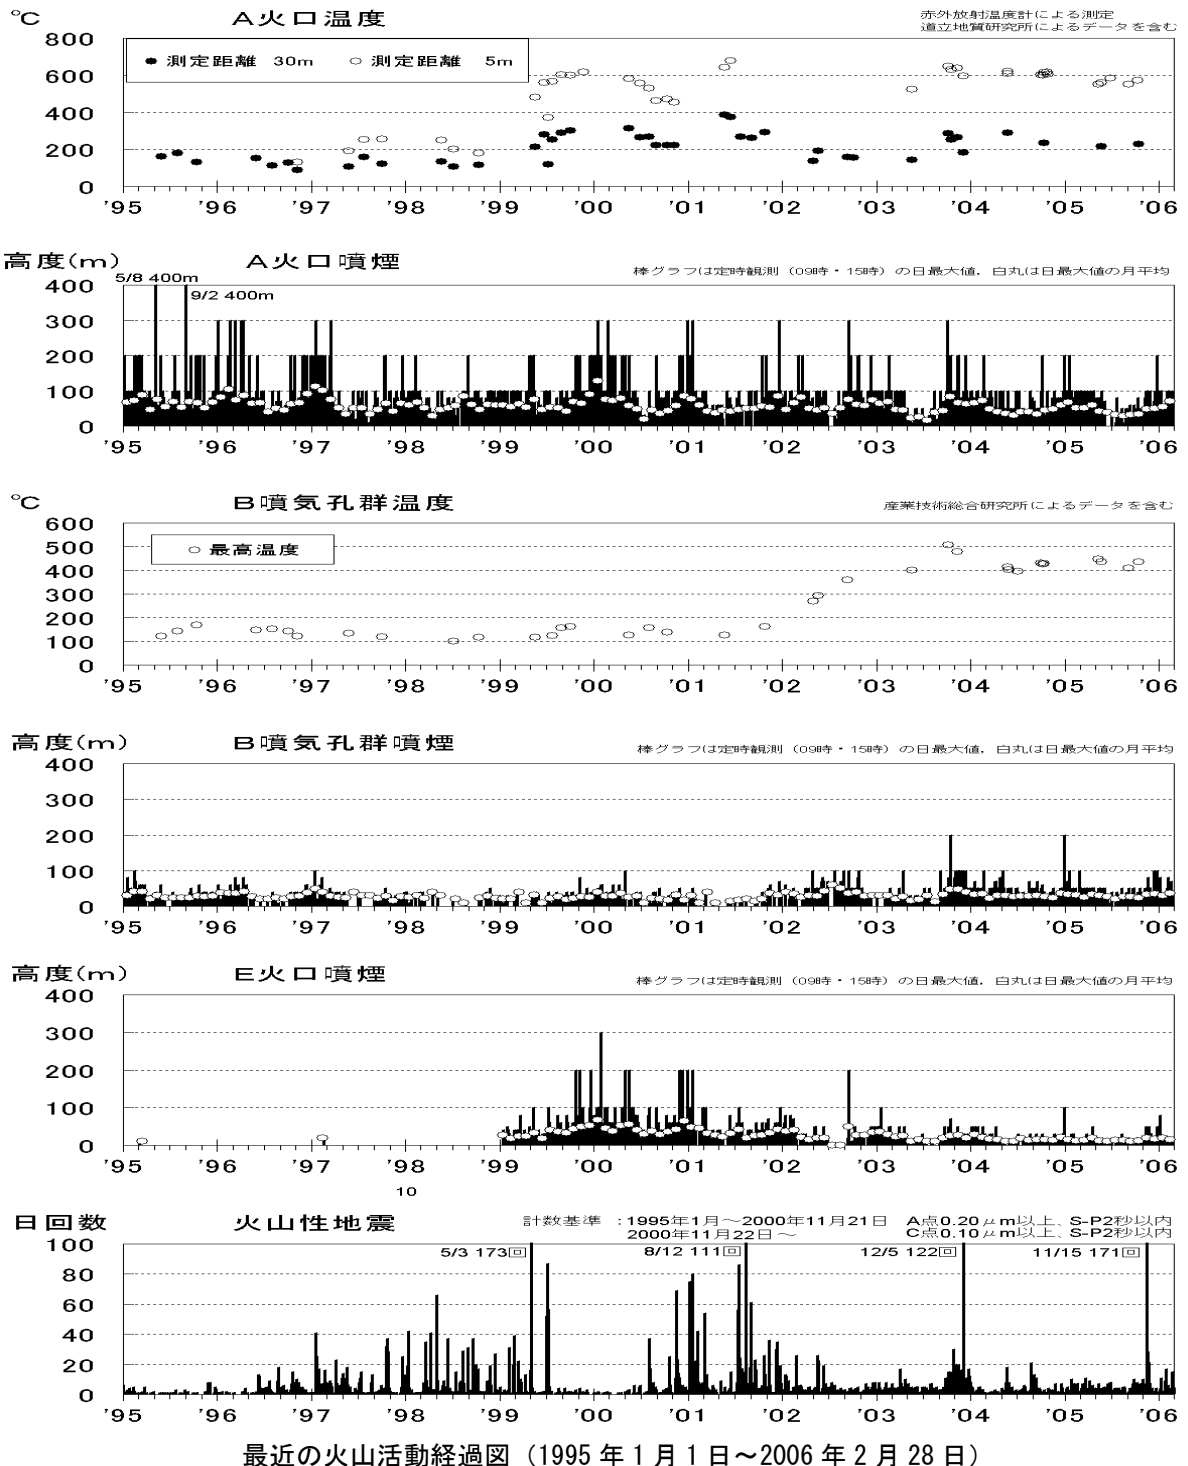 ℃ A火口温度
赤外放射温度計による測定
道立地質研究所によるデータを含む
● 測定距離 30m ○ 測定距離 5m
800
600
400
200
0
'95 '96 '97 '98 '99 '00 '01 '02 '03 '04 '05 '06
高度(m) A火口噴煙
棒グラフは定時観測（09時・15時）の日最大値，白丸は日最大値の月平均
5/8 400m
9/2 400m
400
300
200
100
0
'95 '96 '97 '98 '99 '00 '01 '02 '03 '04 '05 '06
℃ B噴気孔群温度
産業技術総合研究所によるデータを含む
○ 最高温度
600
500
400
300
200
100
0
'95 '96 '97 '98 '99 '00 '01 '02 '03 '04 '05 '06
高度(m) B噴気孔群噴煙
棒グラフは定時観測（09時・15時）の日最大値，白丸は日最大値の月平均
400
300
200
100
0
'95 '96 '97 '98 '99 '00 '01 '02 '03 '04 '05 '06
高度(m) E火口噴煙
棒グラフは定時観測（09時・15時）の日最大値，白丸は日最大値の月平均
400
300
200
100
0
'95 '96 '97 '98 '99 '00 '01 '02 '03 '04 '05 '06
10
日回数 火山性地震
計数基準 ：1995年1月～2000年11月21日 A点0.20μm以上、S-P2秒以内
2000年11月22日～ C点0.10μm以上、S-P2秒以内
5/3 173回 8/12 111回 12/5 122回 11/15 171回
100
80
60
40
20
0
'95 '96 '97 '98 '99 '00 '01 '02 '03 '04 '05 '06
最近の火山活動経過図（1995 年 1 月 1 日～2006 年 2 月 28 日）